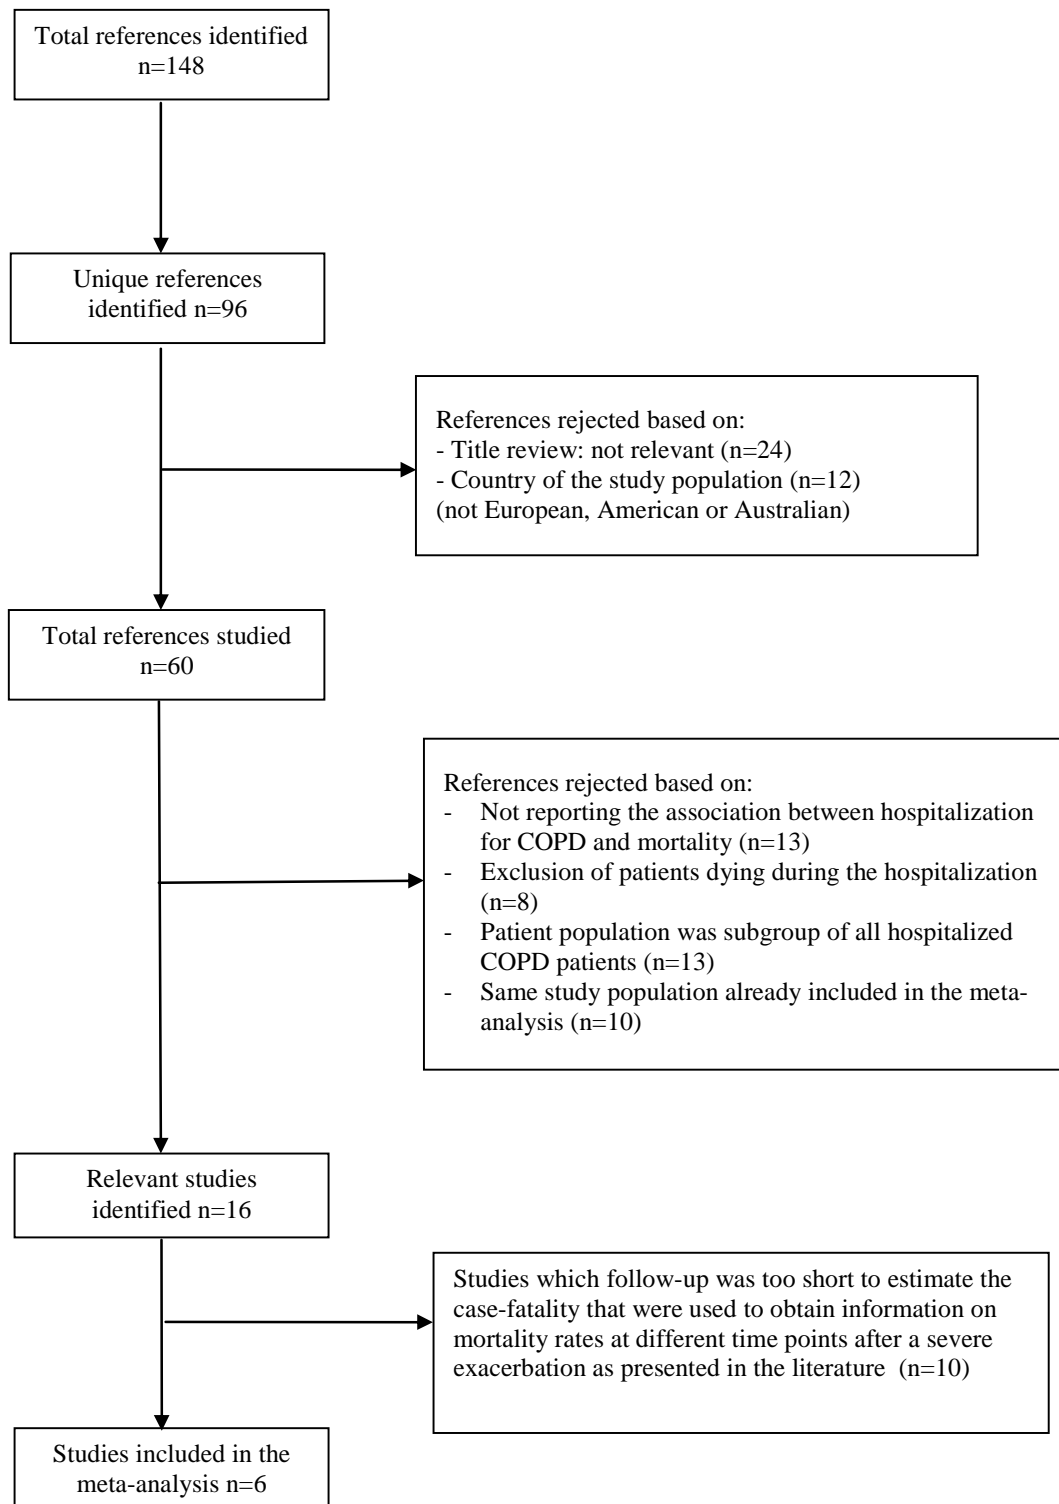 Total references identified
n=148
Unique references
identified n=96
References rejected based on:
- Title review: not relevant (n=24)
- Country of the study population (n=12)
(not European, American or Australian)
Total references studied
n=60
References rejected based on:
- Not reporting the association between hospitalization
for COPD and mortality (n=13)
- Exclusion of patients dying during the hospitalization
(n=8)
- Patient population was subgroup of all hospitalized
COPD patients (n=13)
- Same study population already included in the meta-
analysis (n=10)
Relevant studies
identified n=16
Studies which follow-up was too short to estimate the
case-fatality that were used to obtain information on
mortality rates at different time points after a severe
exacerbation as presented in the literature (n=10)
Studies included in the
meta-analysis n=6